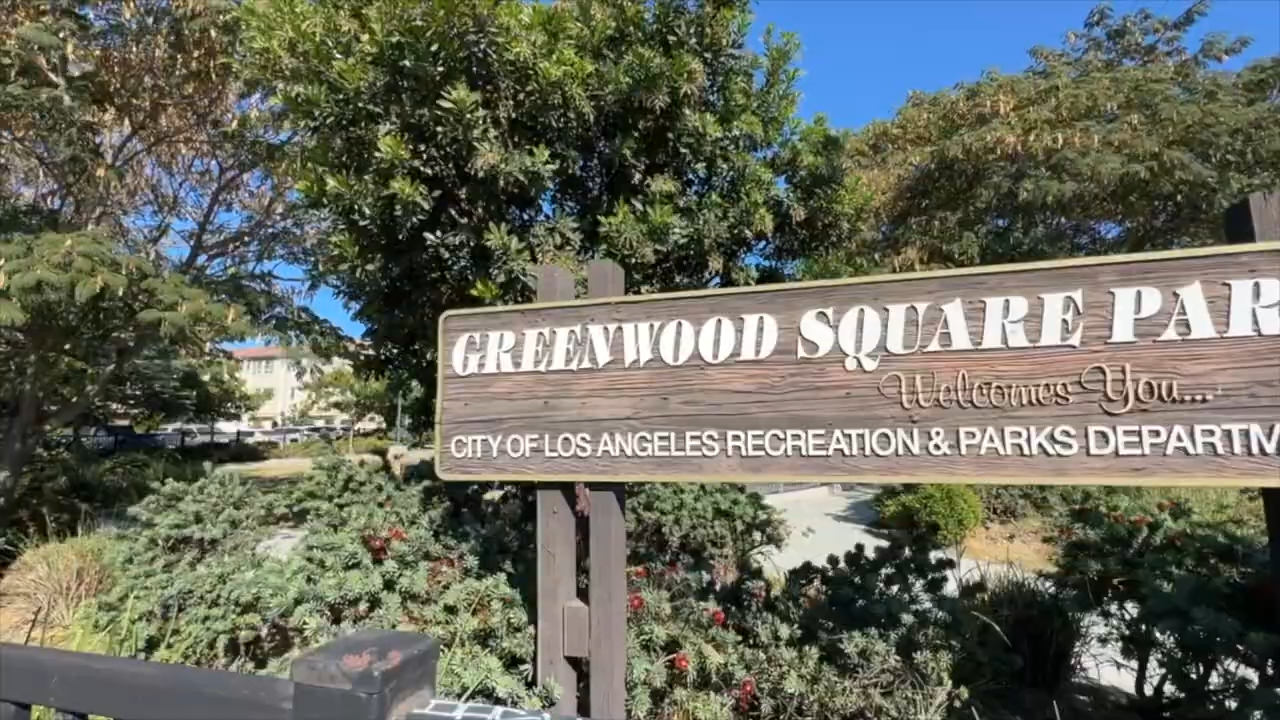 GREENWOOD SQUARE PAR
Welcomes You...
CITY OF LOS ANGELES RECREATION & PARKS DEPARTM